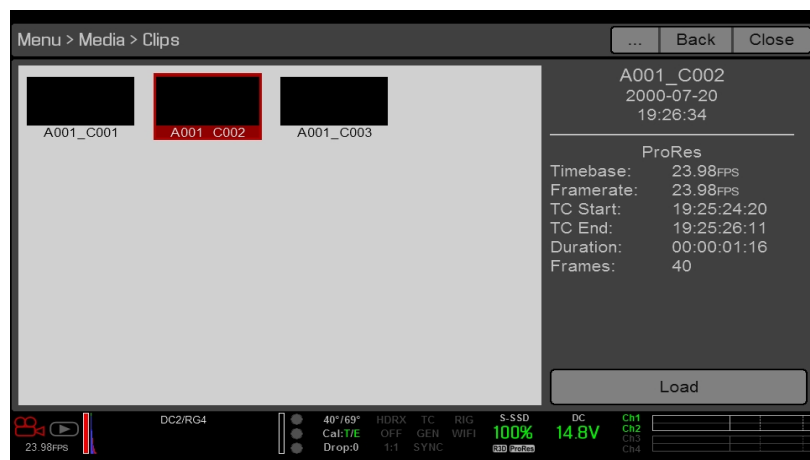 Menu > Media > Clips
... Back Close
A001_C001 A001_C002 A001_C003
A001_C002
2000-07-20
19:26:34
ProRes
Timebase: 23.98FPS
Framerate: 23.98FPS
TC Start: 19:25:24:20
TC End: 19:25:26:11
Duration: 00:00:01:16
Frames: 40
Load
23.98FPS
DC2/RG4
40°/69° HDRX TC RIG
Cal:T/E OFF GEN WIFI
Drop:0 1:1 SYNC
S-SSD
100%
R3D ProRes
DC
14.8V
Ch1
Ch2
Ch3
Ch4